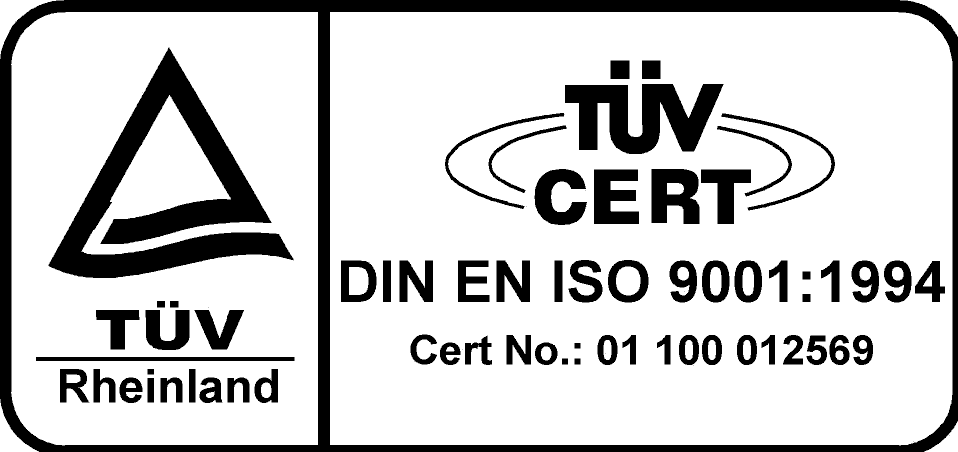 TÜV
Rheinland
TÜV
CERT
DIN EN ISO 9001:1994
Cert No.: 01 100 012569